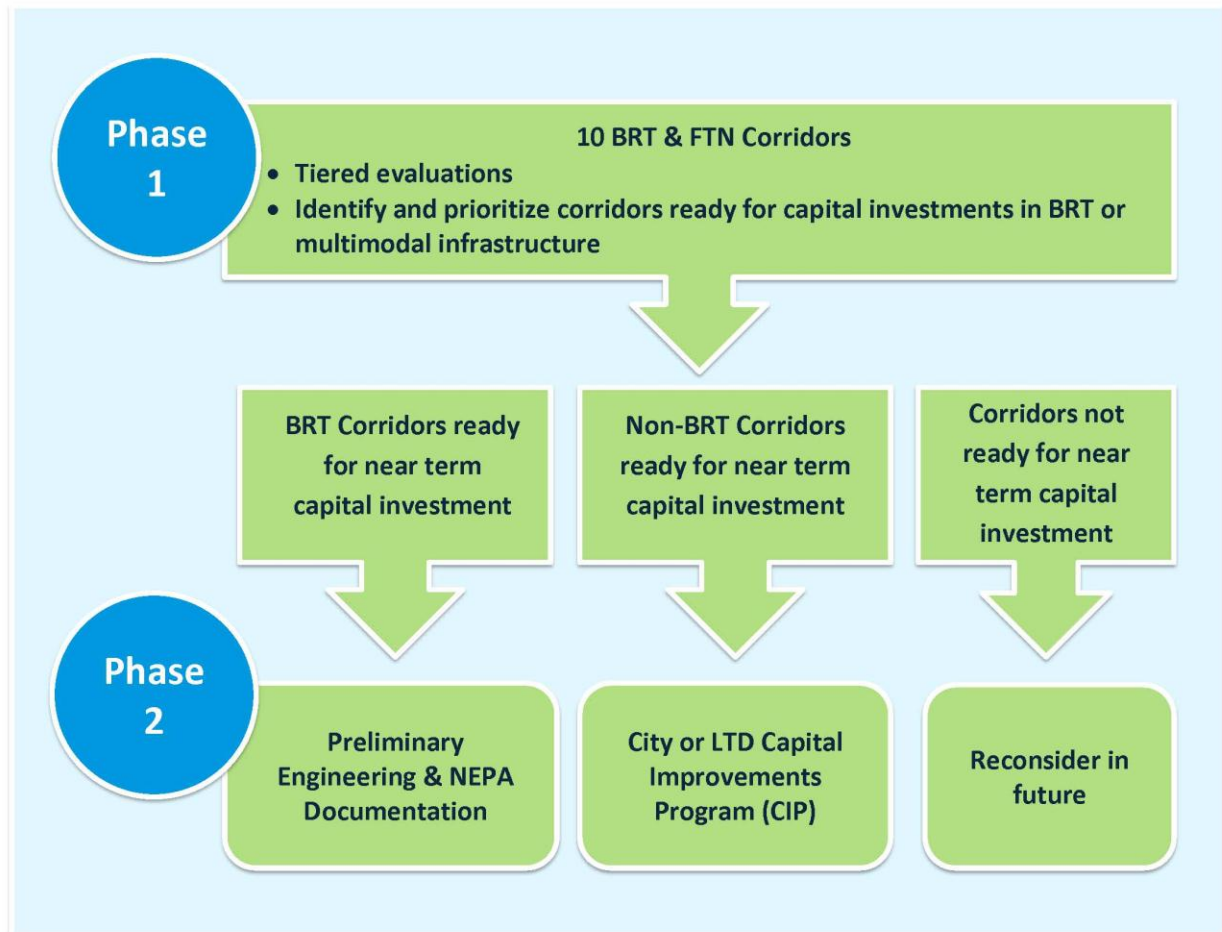 Phase
1
10 BRT & FTN Corridors
• Tiered evaluations
• Identify and prioritize corridors ready for capital investments in BRT or
multimodal infrastructure
BRT Corridors ready
for near term
capital investment
Non-BRT Corridors
ready for near term
capital investment
Corridors not
ready for near
term capital
investment
Phase
2
Preliminary
Engineering & NEPA
Documentation
City or LTD Capital
Improvements
Program (CIP)
Reconsider in
future